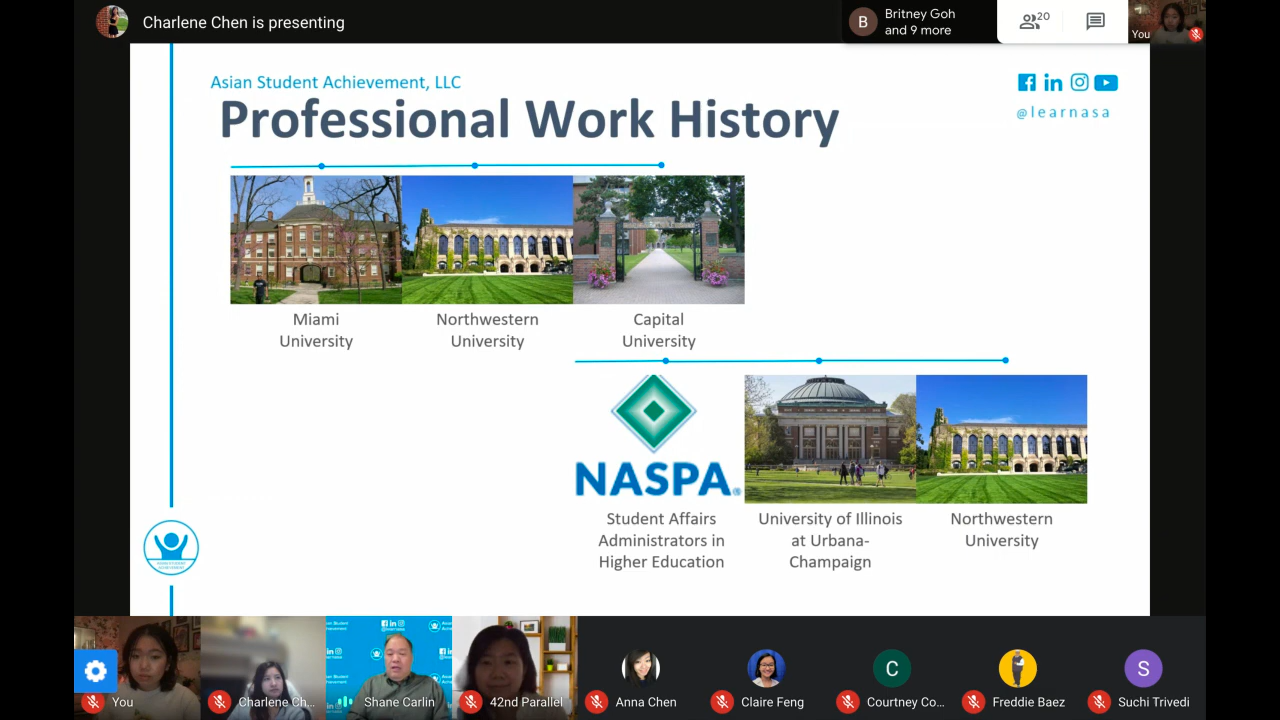 Charlene Chen is presenting
B
Britney Goh
and 9 more
20
You
Asian Student Achievement, LLC
Professional Work History
@learnasa
Miami
University
Northwestern
University
Capital
University
NASPA®
Student Affairs
Administrators in
Higher Education
University of Illinois
at Urbana-
Champaign
Northwestern
University
You
Charlene Ch...
Shane Carlin
42nd Parallel
Anna Chen
Claire Feng
C
Courtney Co...
Freddie Baez
S
Suchi Trivedi